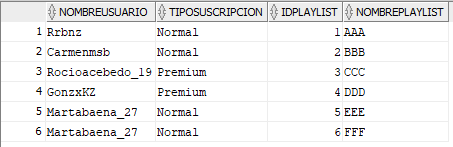 NOMBREUSUARIO TIPOSUSCRIPCION IDPLAYLIST NOMBREPLAYLIST
1 Rrbnz Normal 1 AAA
2 Carmenmsb Normal 2 BBB
3 Rocioacebedo_19 Premium 3 CCC
4 GonzxKZ Premium 4 DDD
5 Martabaena_27 Normal 5 EEE
6 Martabaena_27 Normal 6 FFF